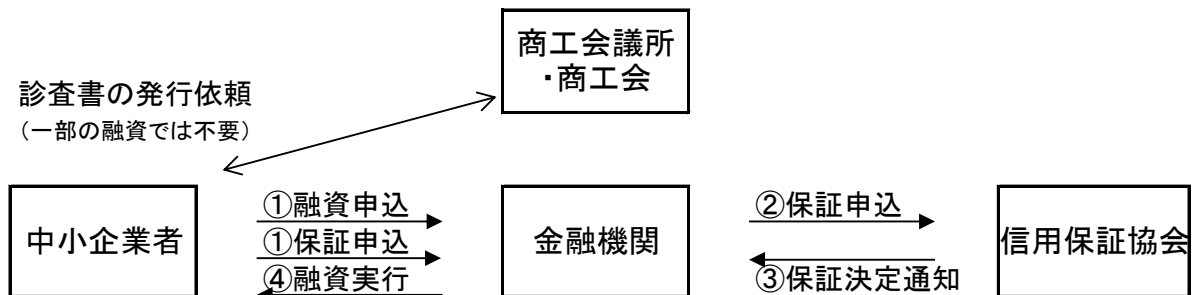 商工会議所
・商工会
診査書の発行依頼
（一部の融資では不要）
中小企業者
①融資申込
①保証申込
④融資実行
金融機関
②保証申込
③保証決定通知
信用保証協会